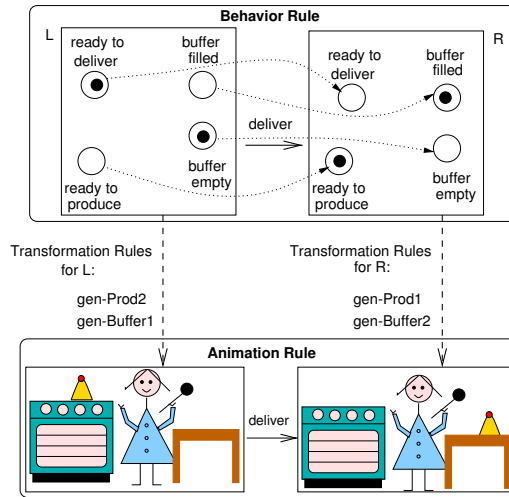 Behavior Rule
L
R
ready to
deliver
buffer
filled
ready to
deliver
buffer
filled
deliver
buffer
empty
ready to
produce
ready to
produce
buffer
empty
Transformation Rules
for L:
gen-Prod2
gen-Buffer1
Transformation Rules
for R:
gen-Prod1
gen-Buffer2
Animation Rule
deliver